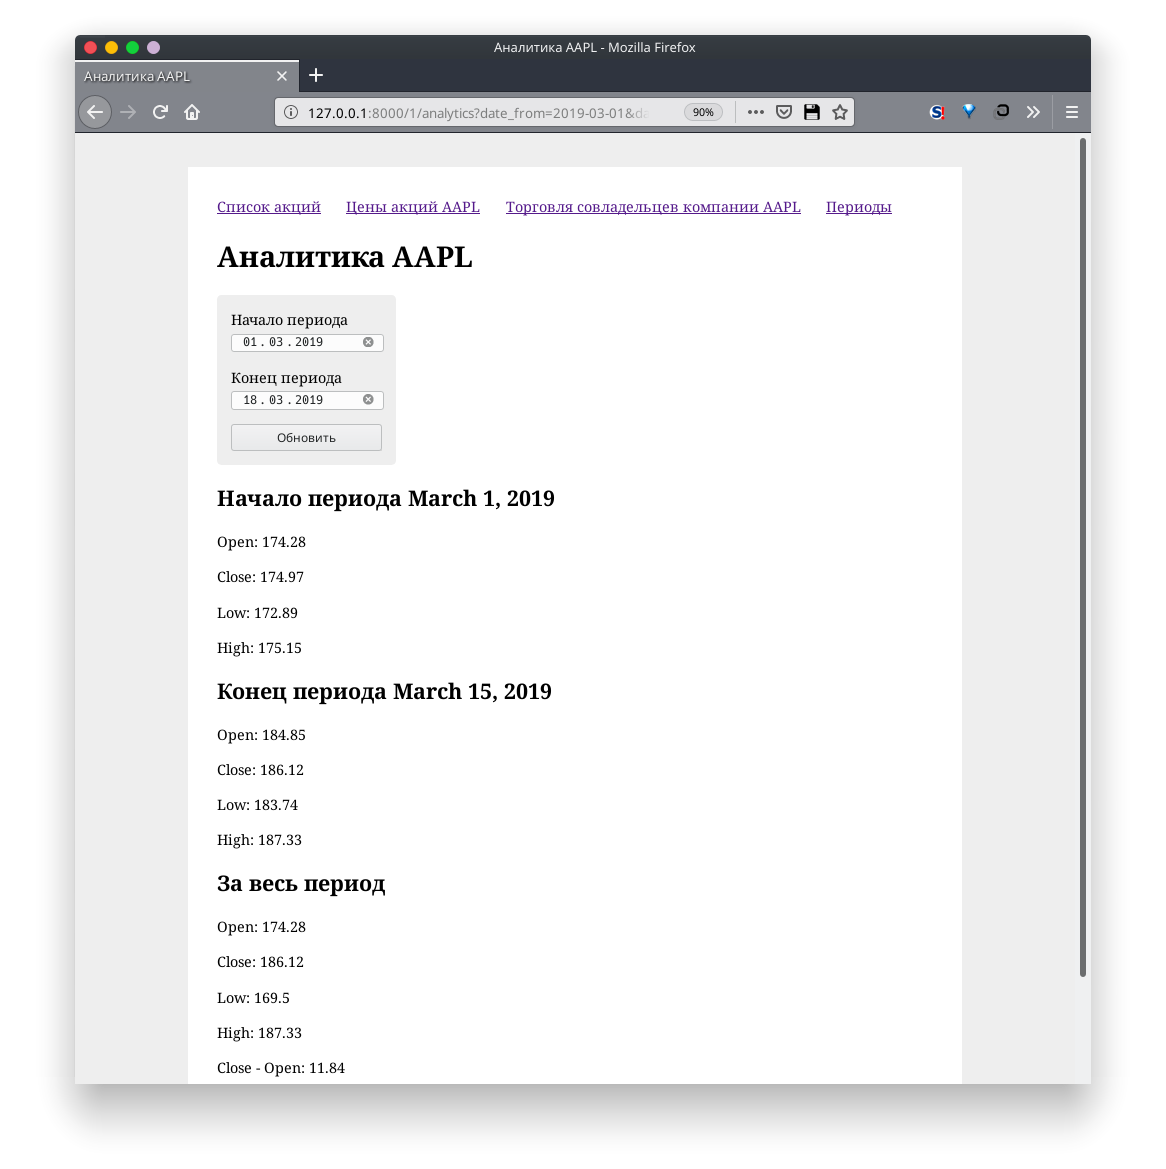 Аналитика AAPL - Mozilla Firefox
Аналитика AAPL
127.0.0.1:8000/1/analytics?date_from=2019-03-01&da
90%
Список акций Цены акций AAPL Торговля совладельцев компании AAPL Периоды
Аналитика AAPL
Начало периода
01 . 03 . 2019
Конец периода
18 . 03 . 2019
Обновить
Начало периода March 1, 2019
Open: 174.28
Close: 174.97
Low: 172.89
High: 175.15
Конец периода March 15, 2019
Open: 184.85
Close: 186.12
Low: 183.74
High: 187.33
За весь период
Open: 174.28
Close: 186.12
Low: 169.5
High: 187.33
Close - Open: 11.84